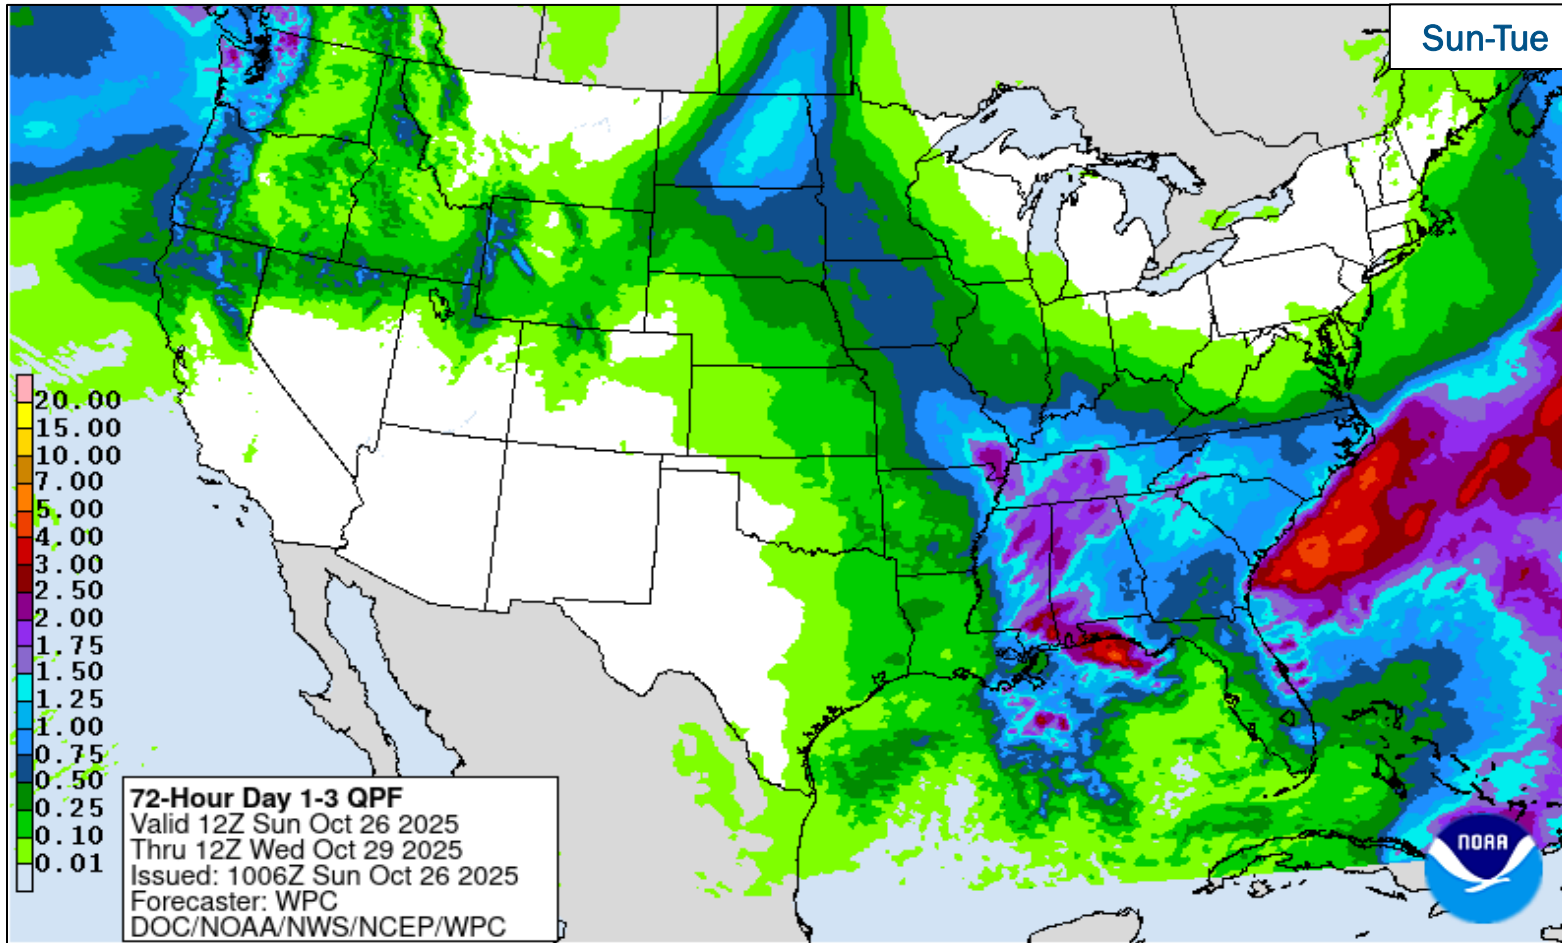 Sun-Tue
20.00
15.00
10.00
7.00
5.00
4.00
3.00
2.50
2.00
1.75
1.50
1.25
1.00
0.75
0.50
0.25
0.10
0.01
72-Hour Day 1-3 QPF
Valid 12Z Sun Oct 26 2025
Thru 12Z Wed Oct 29 2025
Issued: 1006Z Sun Oct 26 2025
Forecaster: WPC
DOC/NOAA/NWS/NCEP/WPC
NOAA